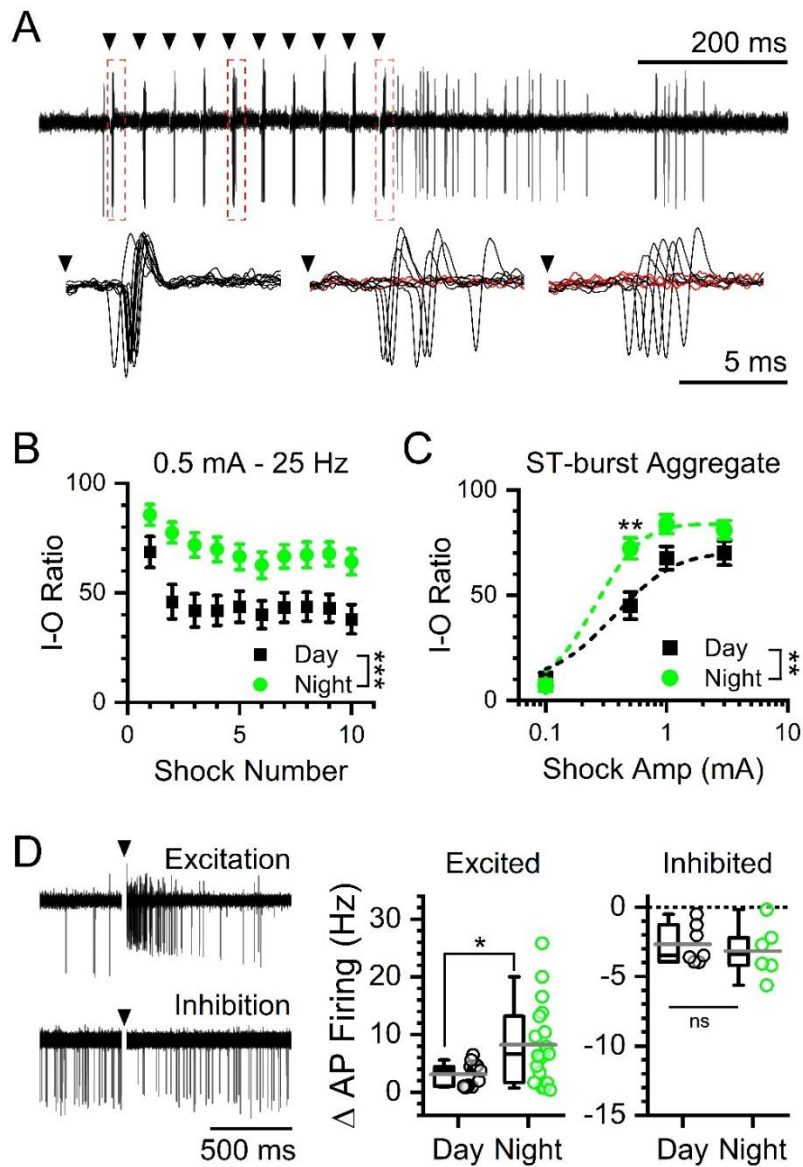 A
200 ms
5 ms
B
0.5 mA - 25 Hz
I-O Ratio
100
50
0
0
5
10
Shock Number
Day
Night
***
C
ST-burst Aggregate
I-O Ratio
100
50
0
0.1
1
10
Shock Amp (mA)
**
Day
Night
**
D
Excitation
Inhibition
500 ms
Excited
Δ AP Firing (Hz)
30
20
10
0
*
Day Night
Inhibited
0
-5
-10
-15
ns
Day Night